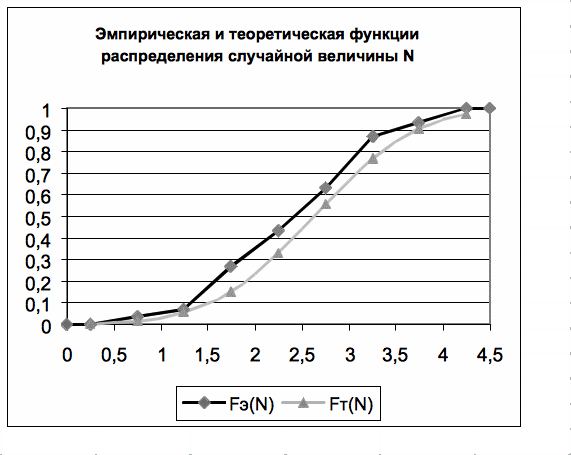 Эмпирическая и теоретическая функции
распределения случайной величины N
1
0,9
0,8
0,7
0,6
0,5
0,4
0,3
0,2
0,1
0
0 0,5 1 1,5 2 2,5 3 3,5 4 4,5
Fэ(N) Fт(N)